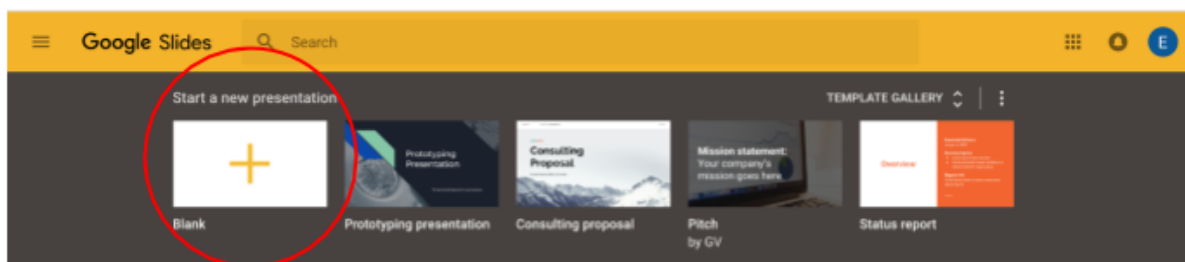 Google Slides
Search
E
Start a new presentation
TEMPLATE GALLERY
Prototyping
Presentation
Consulting
Proposal
Mission statement:
Your company's
mission goes here
Overview
Blank
Prototyping presentation
Consulting proposal
Pitch
by GV
Status report